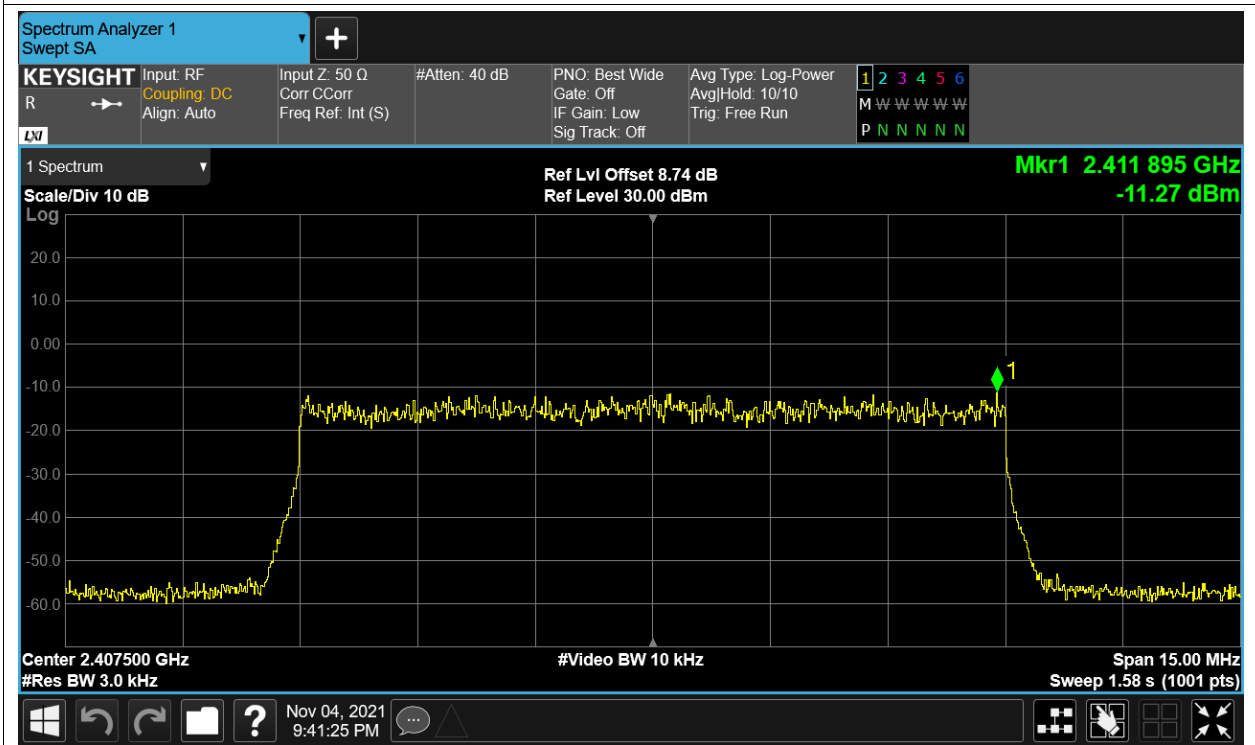 Spectrum Analyzer 1
Swept SA
KEYSIGHT
R
LXI
Input: RF
Coupling: DC
Align: Auto
Input Z: 50 Ω
Corr CCorr
Freq Ref: Int (S)
#Atten: 40 dB
PNO: Best Wide
Gate: Off
IF Gain: Low
Sig Track: Off
Avg Type: Log-Power
Avg|Hold: 10/10
Trig: Free Run
1 2 3 4 5 6
M W W W W W
P N N N N N
1 Spectrum
Scale/Div 10 dB
Log
Ref Lvl Offset 8.74 dB
Ref Level 30.00 dBm
Mkr1 2.411 895 GHz
-11.27 dBm
20.0
10.0
0.00
-10.0
-20.0
-30.0
-40.0
-50.0
-60.0
1
Center 2.407500 GHz
#Res BW 3.0 kHz
#Video BW 10 kHz
Span 15.00 MHz
Sweep 1.58 s (1001 pts)
?
Nov 04, 2021
9:41:25 PM